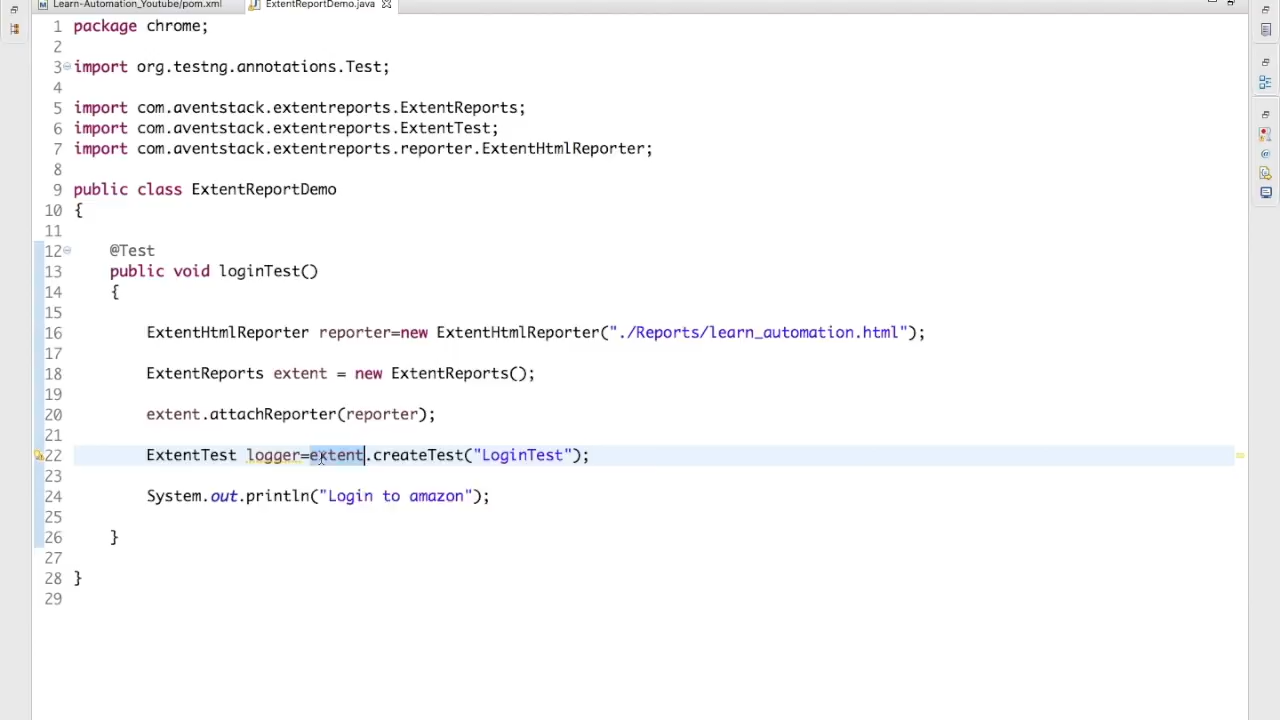 Learn-Automation_Youtube/pom.xml ExtentReportDemo.java
1 package chrome;
2
3 import org.testng.annotations.Test;
4
5 import com.aventstack.extentreports.ExtentReports;
6 import com.aventstack.extentreports.ExtentTest;
7 import com.aventstack.extentreports.reporter.ExtentHtmlReporter;
8
9 public class ExtentReportDemo
10 {
11
12 @Test
13 public void loginTest()
14 {
15
16 ExtentHtmlReporter reporter=new ExtentHtmlReporter("./Reports/learn_automation.html");
17
18 ExtentReports extent = new ExtentReports();
19
20 extent.attachReporter(reporter);
21
22 ExtentTest logger=extent.createTest("LoginTest");
23
24 System.out.println("Login to amazon");
25
26 }
27
28 }
29